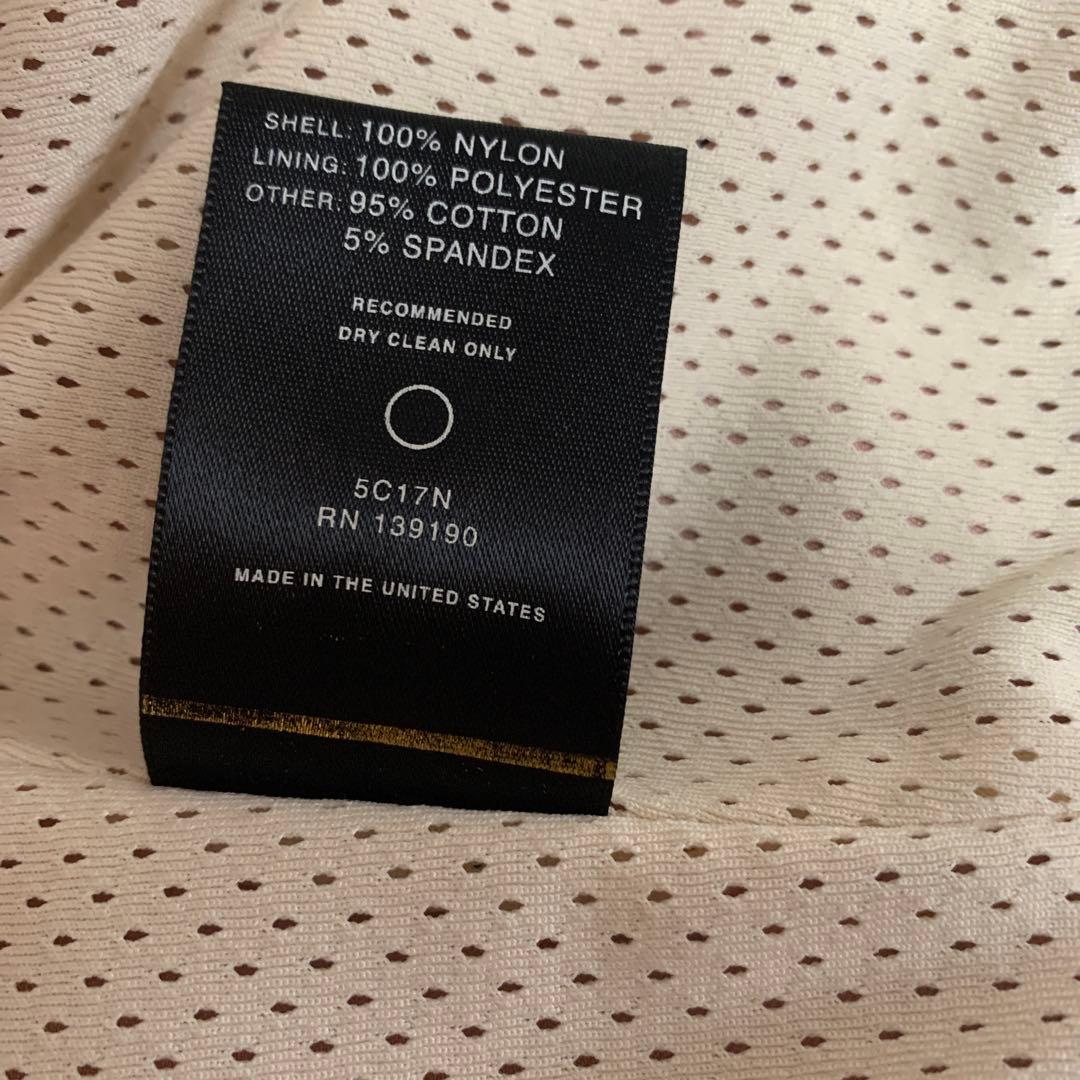 SHELL: 100% NYLON
LINING: 100% POLYESTER
OTHER: 95% COTTON
5% SPANDEX
RECOMMENDED
DRY CLEAN ONLY
5C17N
RN 139190
MADE IN THE UNITED STATES